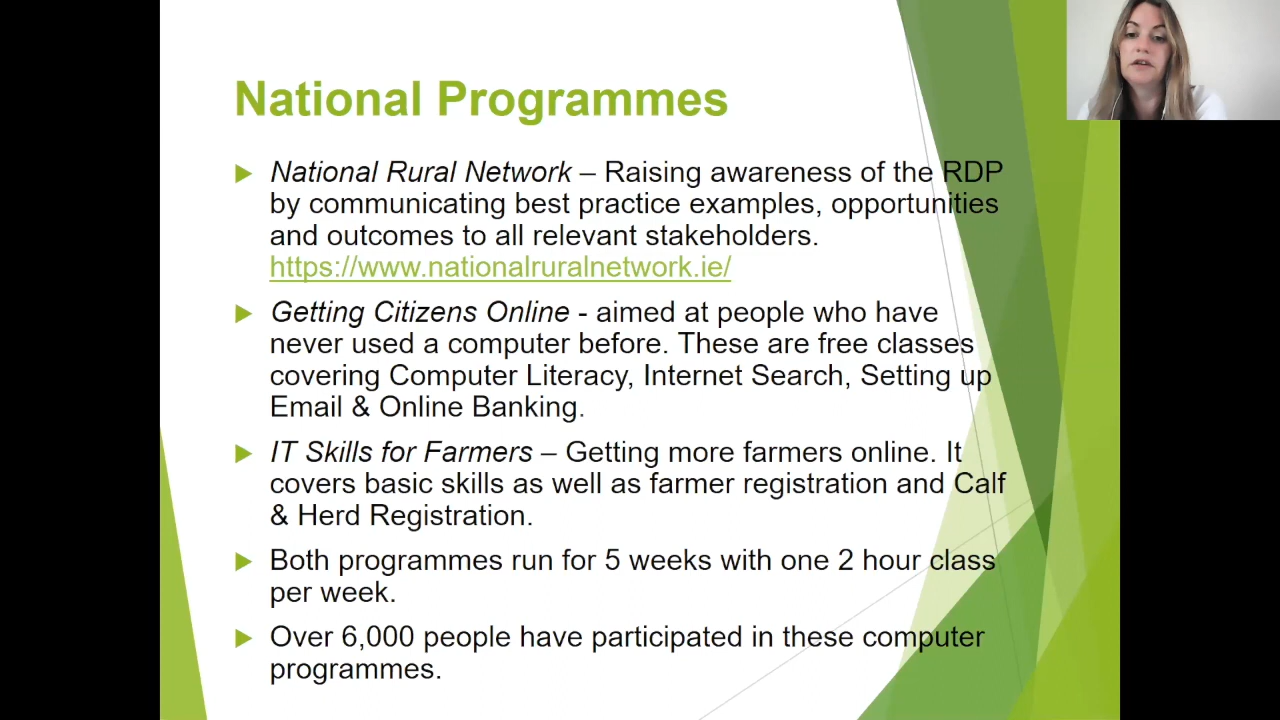 National Programmes
National Rural Network – Raising awareness of the RDP
by communicating best practice examples, opportunities
and outcomes to all relevant stakeholders.
https://www.nationalruralnetwork.ie/
Getting Citizens Online - aimed at people who have
never used a computer before. These are free classes
covering Computer Literacy, Internet Search, Setting up
Email & Online Banking.
IT Skills for Farmers – Getting more farmers online. It
covers basic skills as well as farmer registration and Calf
& Herd Registration.
Both programmes run for 5 weeks with one 2 hour class
per week.
Over 6,000 people have participated in these computer
programmes.